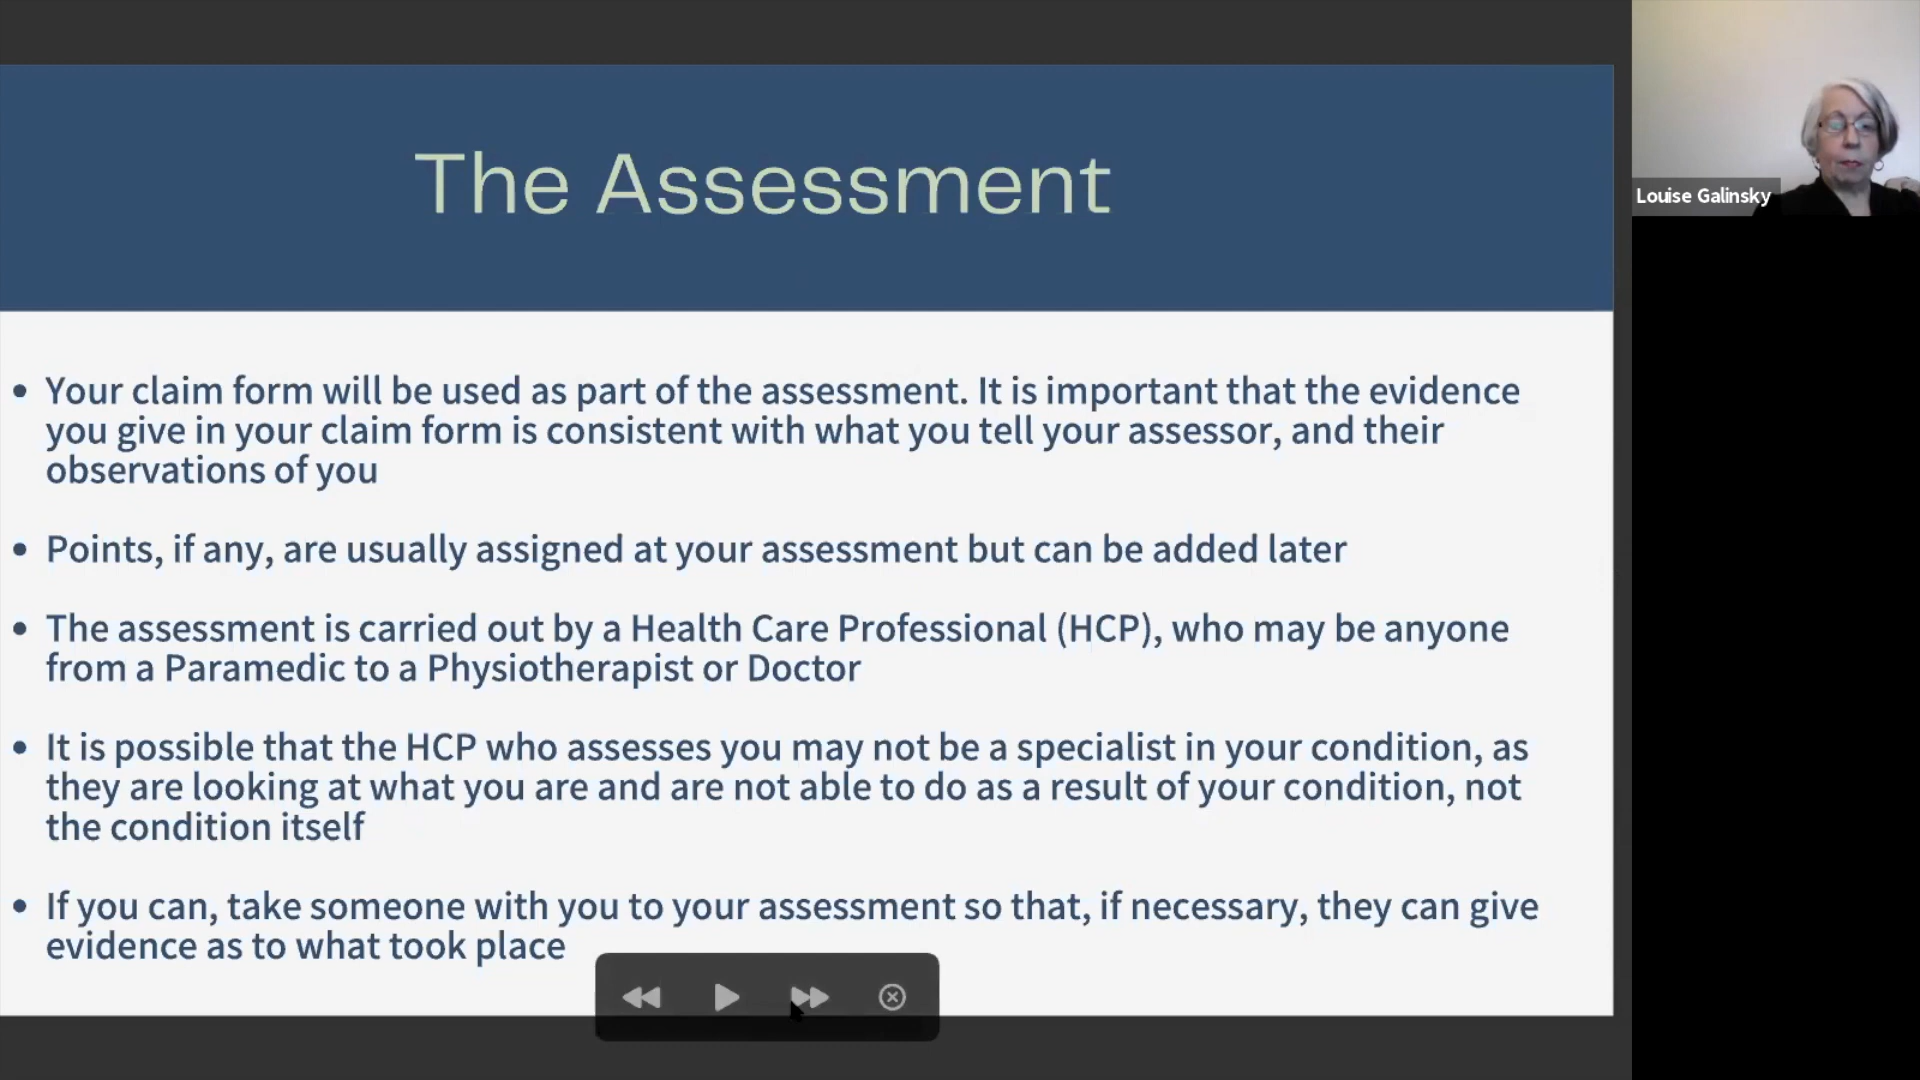 The Assessment
Louise Galinsky
• Your claim form will be used as part of the assessment. It is important that the evidence
you give in your claim form is consistent with what you tell your assessor, and their
observations of you
• Points, if any, are usually assigned at your assessment but can be added later
• The assessment is carried out by a Health Care Professional (HCP), who may be anyone
from a Paramedic to a Physiotherapist or Doctor
• It is possible that the HCP who assesses you may not be a specialist in your condition, as
they are looking at what you are and are not able to do as a result of your condition, not
the condition itself
• If you can, take someone with you to your assessment so that, if necessary, they can give
evidence as to what took place